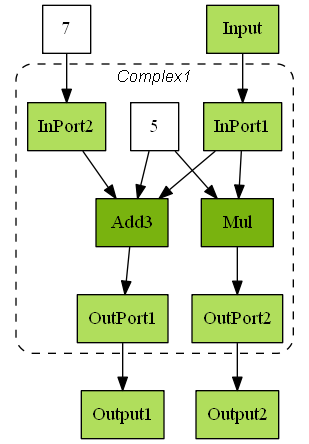 7
Input
Complex1
InPort2
5
InPort1
Add3
Mul
OutPort1
OutPort2
Output1
Output2